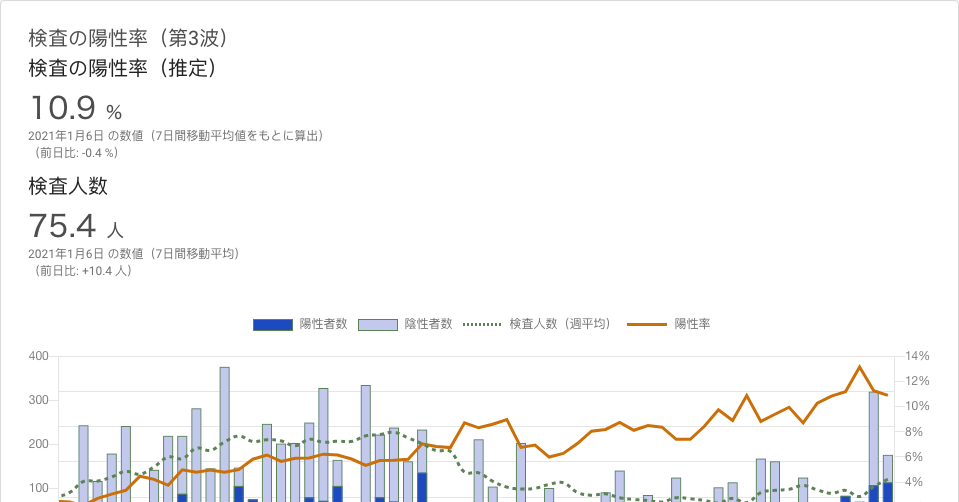 検査の陽性率（第3波）
検査の陽性率（推定）
10.9 %
2021年1月6日 の数値（7日間移動平均値をもとに算出）
（前日比: -0.4 %）
検査人数
75.4 人
2021年1月6日 の数値（7日間移動平均）
（前日比: +10.4 人）
陽性者数 陰性者数 検査人数（週平均） 陽性率
400 14%
12%
300 10%
200 8%
6%
100 4%